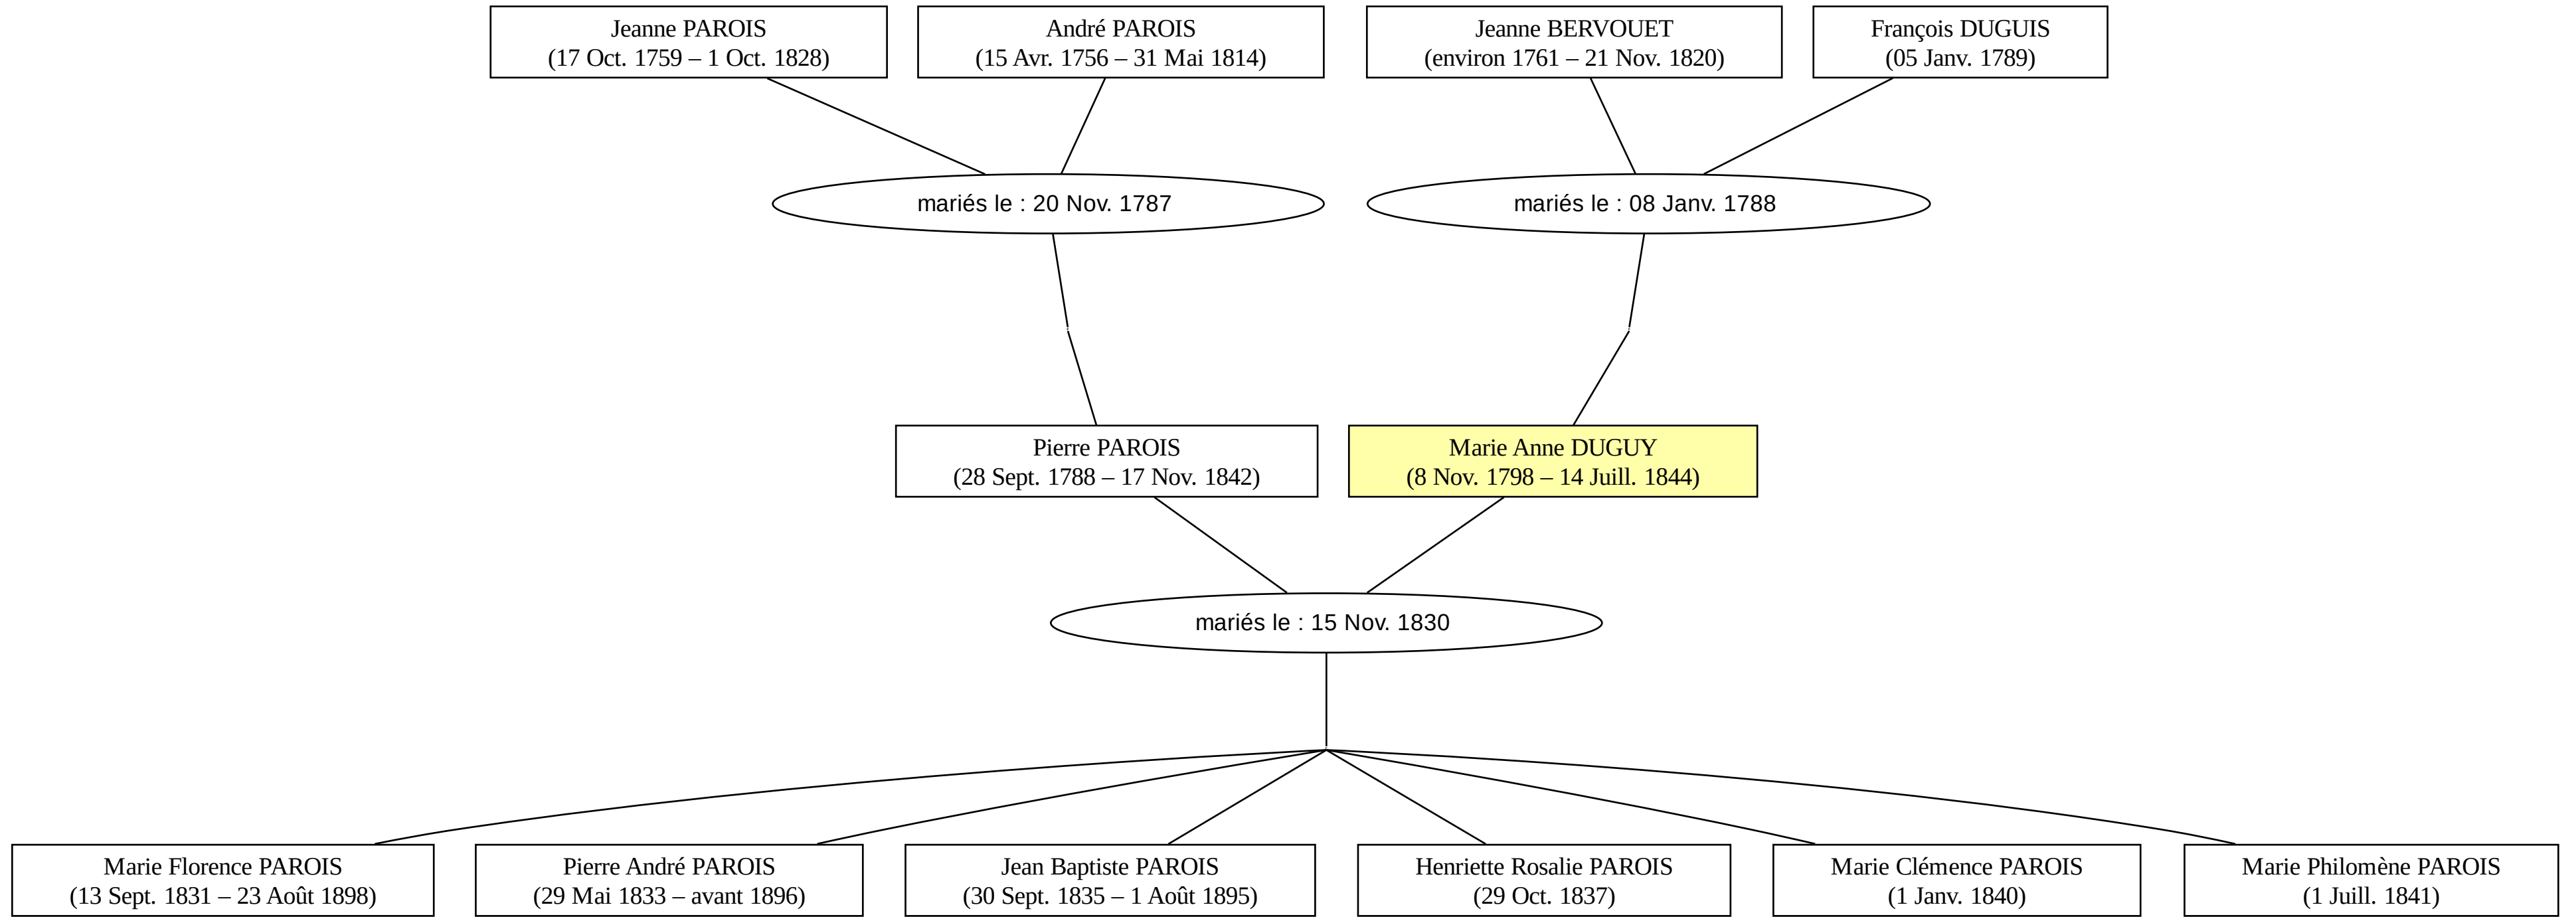 Jeanne PAROIS
(17 Oct. 1759 – 1 Oct. 1828)
André PAROIS
(15 Avr. 1756 – 31 Mai 1814)
Jeanne BERVOUET
(environ 1761 – 21 Nov. 1820)
François DUGUIS
(05 Janv. 1789)
mariés le : 20 Nov. 1787
mariés le : 08 Janv. 1788
Pierre PAROIS
(28 Sept. 1788 – 17 Nov. 1842)
Marie Anne DUGUY
(8 Nov. 1798 – 14 Juill. 1844)
mariés le : 15 Nov. 1830
Marie Florence PAROIS
(13 Sept. 1831 – 23 Août 1898)
Pierre André PAROIS
(29 Mai 1833 – avant 1896)
Jean Baptiste PAROIS
(30 Sept. 1835 – 1 Août 1895)
Henriette Rosalie PAROIS
(29 Oct. 1837)
Marie Clémence PAROIS
(1 Janv. 1840)
Marie Philomène PAROIS
(1 Juill. 1841)